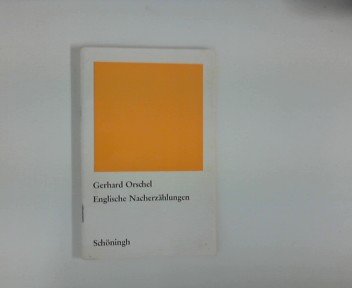 Gerhard Orschel
Englische Nacherzählungen
Schöningh